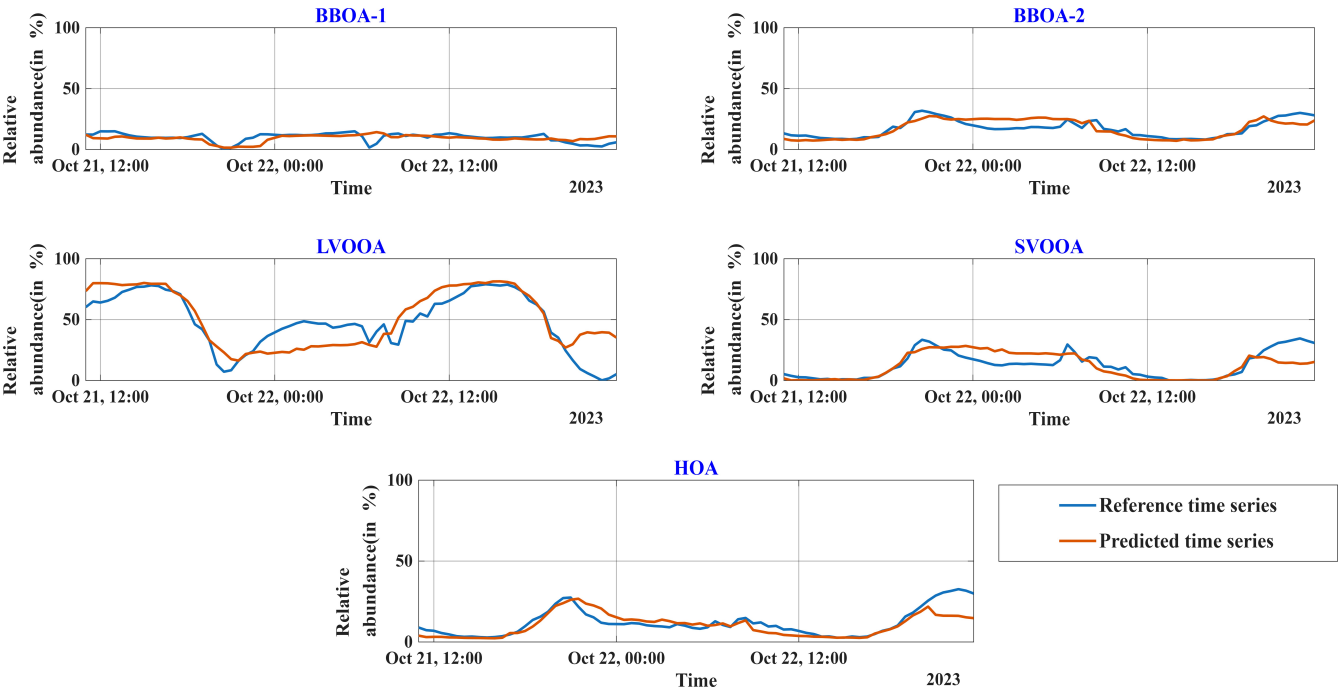 BBOA-1
Relative
abundance(in %)
100
50
0
Oct 21, 12:00
Oct 22, 00:00
Oct 22, 12:00
Time
2023
BBOA-2
Relative
abundance(in %)
100
50
0
Oct 21, 12:00
Oct 22, 00:00
Oct 22, 12:00
Time
2023
LVOOA
Relative
abundance(in %)
100
50
0
Oct 21, 12:00
Oct 22, 00:00
Oct 22, 12:00
Time
2023
SVOOA
Relative
abundance(in %)
100
50
0
Oct 21, 12:00
Oct 22, 00:00
Oct 22, 12:00
Time
2023
HOA
Relative
abundance(in %)
100
50
0
Oct 21, 12:00
Oct 22, 00:00
Oct 22, 12:00
Time
2023
Reference time series
Predicted time series